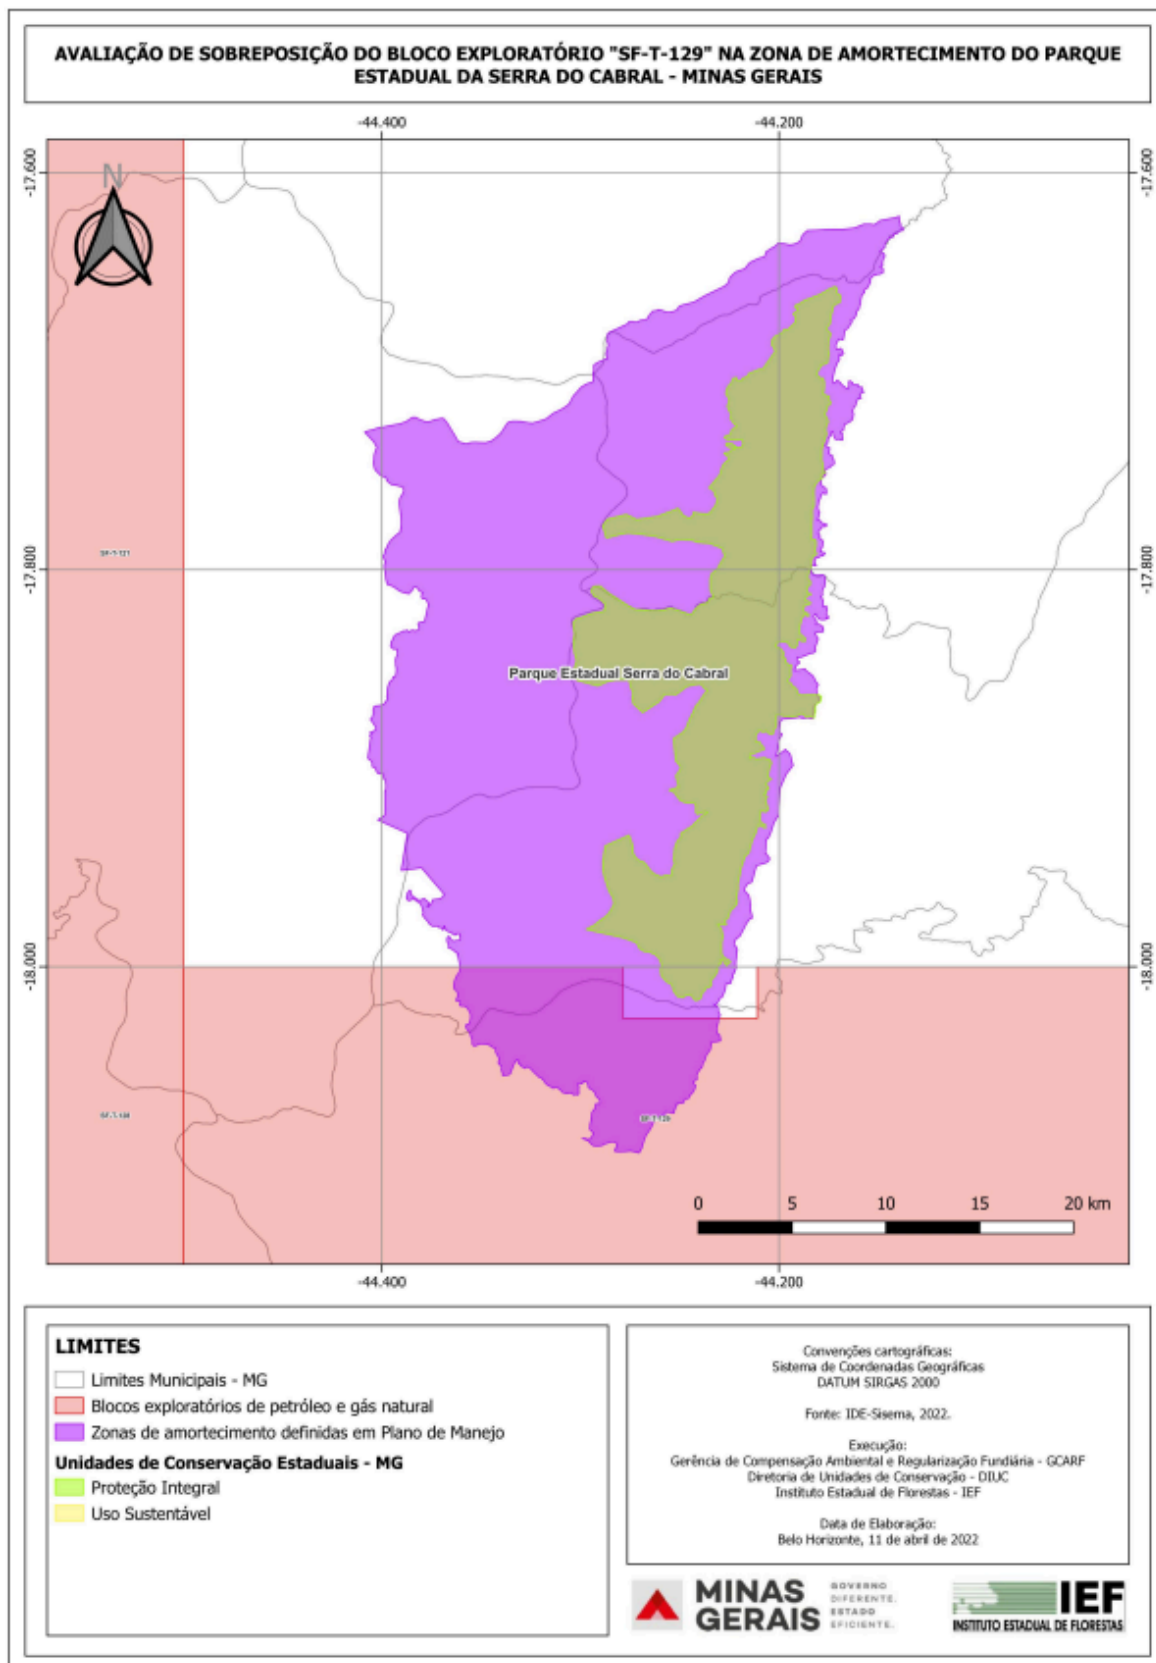 AVALIAÇÃO DE SOBREPOSIÇÃO DO BLOCO EXPLORATÓRIO "SF-T-129" NA ZONA DE AMORTECIMENTO DO PARQUE
ESTADUAL DA SERRA DO CABRAL - MINAS GERAIS
-44.400
-44.200
-17.600
-17.600
N
SF-T-121
-17.800
-17.800
Parque Estadual Serra do Cabral
-18.000
-18.000
SF-T-129
0 5 10 15 20 km
-44.400
-44.200
LIMITES
Limites Municipais - MG
Blocos exploratórios de petróleo e gás natural
Zonas de amortecimento definidas em Plano de Manejo
Unidades de Conservação Estaduais - MG
Proteção Integral
Uso Sustentável
Convenções cartográficas:
Sistema de Coordenadas Geográficas
DATUM SIRGAS 2000
Fonte: IDE-Sisema, 2022.
Execução:
Gerência de Compensação Ambiental e Regularização Fundiária - GCARF
Diretoria de Unidades de Conservação - DIUC
Instituto Estadual de Florestas - IEF
Data de Elaboração:
Belo Horizonte, 11 de abril de 2022
MINAS
GERAIS
GOVERNO
DIFERENTE.
ESTADO
EFICIENTE.
IEF
INSTITUTO ESTADUAL DE FLORESTAS